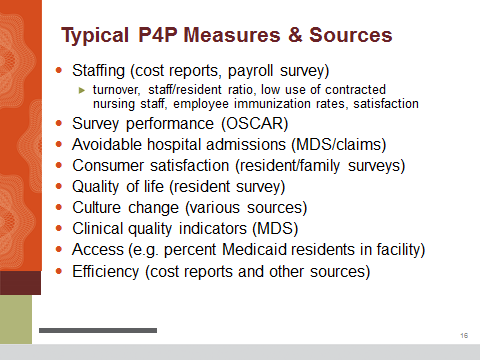 Typical P4P Measures & Sources
• Staffing (cost reports, payroll survey)
► turnover, staff/resident ratio, low use of contracted
nursing staff, employee immunization rates, satisfaction
• Survey performance (OSCAR)
• Avoidable hospital admissions (MDS/claims)
• Consumer satisfaction (resident/family surveys)
• Quality of life (resident survey)
• Culture change (various sources)
• Clinical quality indicators (MDS)
• Access (e.g. percent Medicaid residents in facility)
• Efficiency (cost reports and other sources)
16